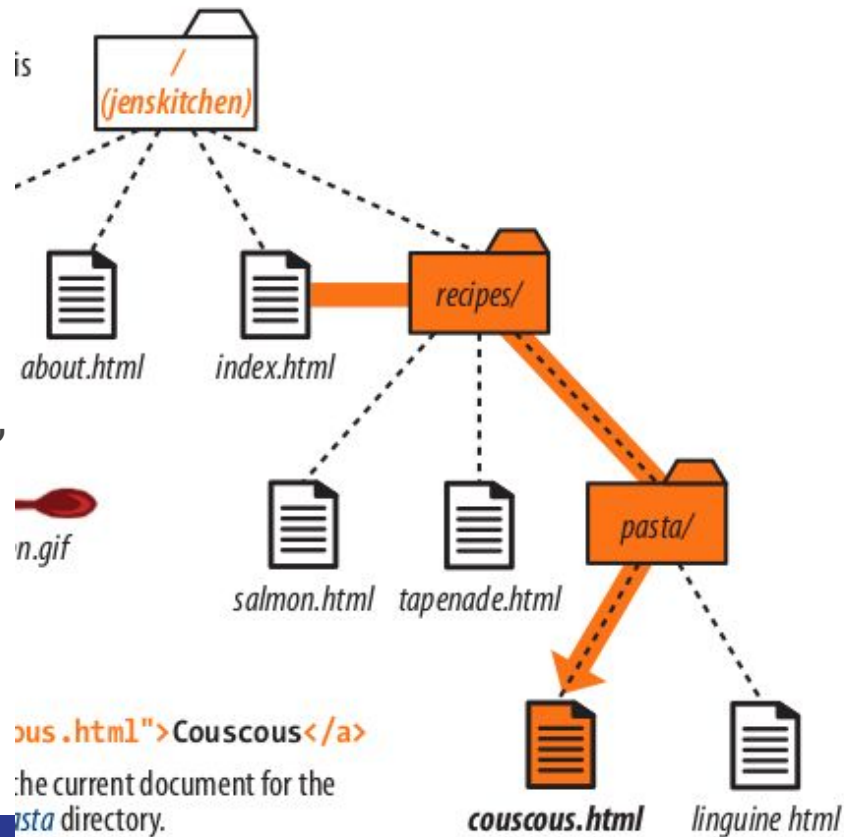 is
/
(jenskitchen)
recipes/
about.html
index.html
,
pasta/
n.gif
salmon.html
tapenade.html
ous.html">Couscous</a>
the current document for the
asta directory.
couscous.html
linguine html